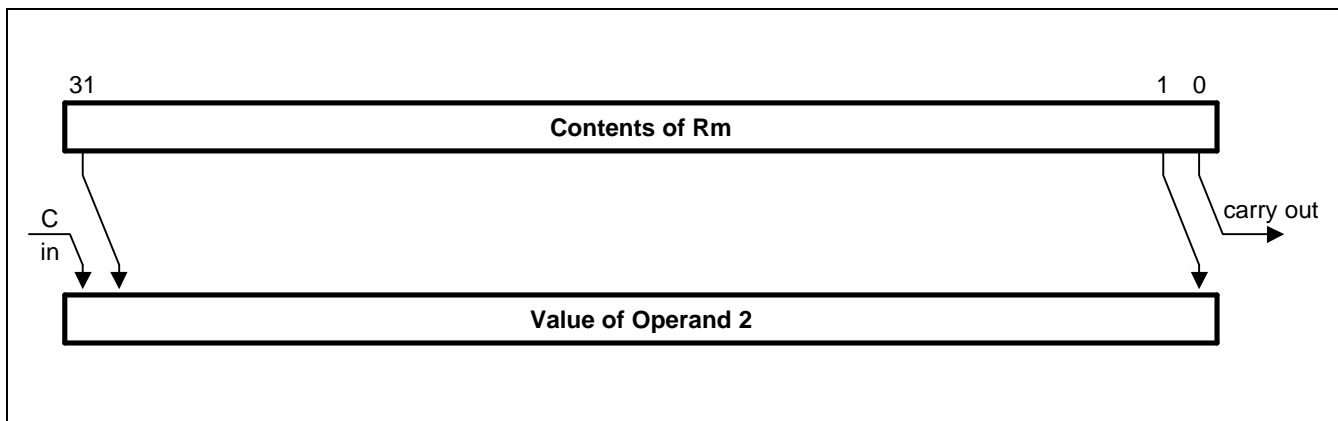 31 1 0
Contents of Rm
C
in
carry out
Value of Operand 2